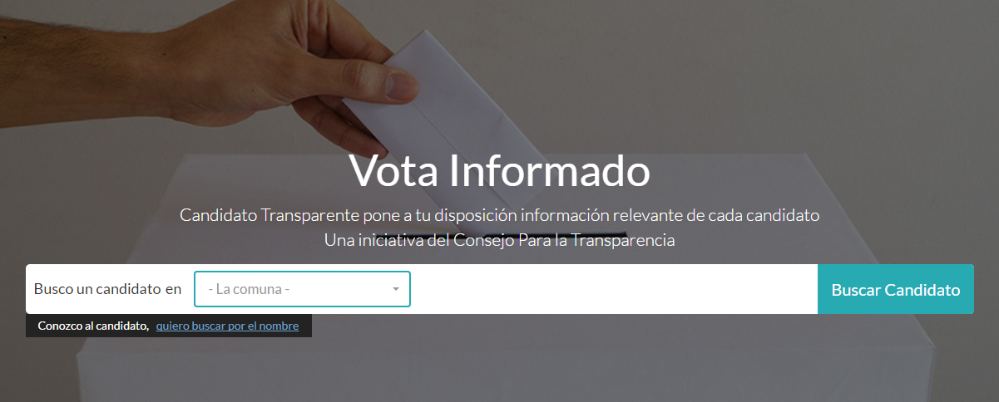 Vota Informado
Candidato Transparente pone a tu disposición información relevante de cada candidato
Una iniciativa del Consejo Para la Transparencia
Busco un candidato en - La comuna - Buscar Candidato
Conozco al candidato, quiero buscar por el nombre